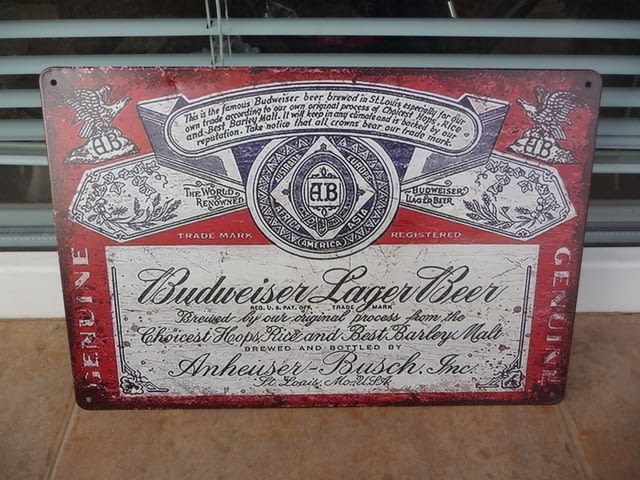 This is the famous Budweiser beer brewed in St.Louis, especially for our
own trade according to our own original process of Choicest Hops, Rice
and Best Barley Malt. It will keep in any climate and is backed by our
reputation. Take notice that all crowns bear our trade mark.
AB
AB
THE WORLD
RENOWNED
AB
EUROPE
AFRICA
ASIA
AMERICA
BUDWEISER
LAGER BEER
TRADE MARK
REGISTERED
GENUINE
GENUINE
Budweiser Lager Beer
REG. U.S. PAT. OFF. TRADE MARK
Brewed by our original process from the
Choicest Hops, Rice and Best Barley Malt
BREWED AND BOTTLED BY
Anheuser-Busch, Inc.
St. Louis, Mo. U.S.A.